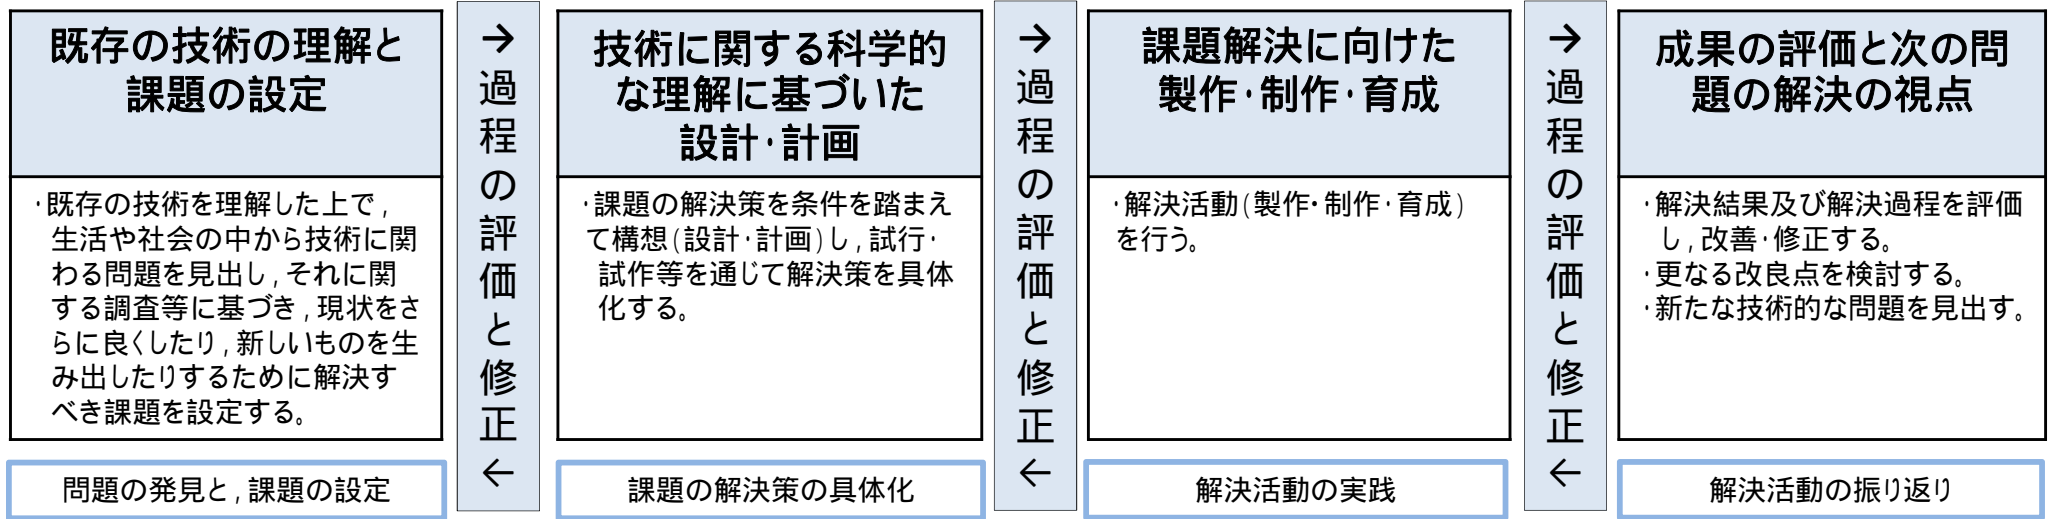 既存の技術の理解と
課題の設定
・既存の技術を理解した上で，
生活や社会の中から技術に関
わる問題を見出し，それに関
する調査等に基づき，現状をさ
らに良くしたり，新しいものを生
み出したりするために解決す
べき課題を設定する。
問題の発見と，課題の設定
→過程の評価と修正←
技術に関する科学的
な理解に基づいた
設計・計画
・課題の解決策を条件を踏まえ
て構想（設計・計画）し，試行・
試作等を通じて解決策を具体
化する。
課題の解決策の具体化
→過程の評価と修正←
課題解決に向けた
製作・制作・育成
・解決活動（製作・制作・育成）
を行う。
解決活動の実践
→過程の評価と修正←
成果の評価と次の問
題の解決の視点
・解決結果及び解決過程を評価
し，改善・修正する。
・更なる改良点を検討する。
・新たな技術的な問題を見出す。
解決活動の振り返り